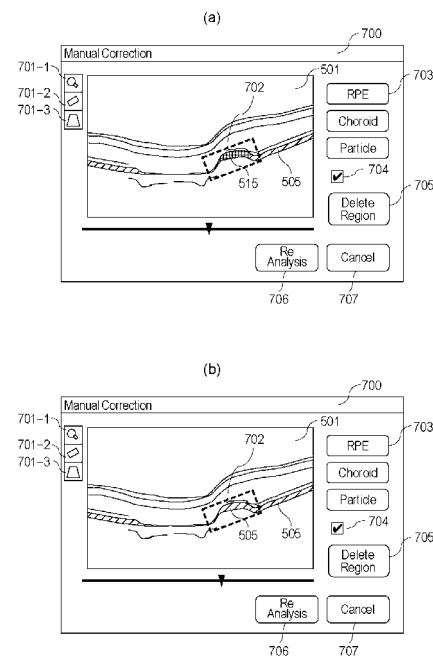 (a)
700
Manual Correction
701-1
701-2
701-3
501
702
703
RPE
Choroid
Particle
✔
704
515
505
705
Delete
Region
Re
Analysis
Cancel
706
707
(b)
700
Manual Correction
701-1
701-2
701-3
501
702
703
RPE
Choroid
Particle
✔
704
505
505
705
Delete
Region
Re
Analysis
Cancel
706
707